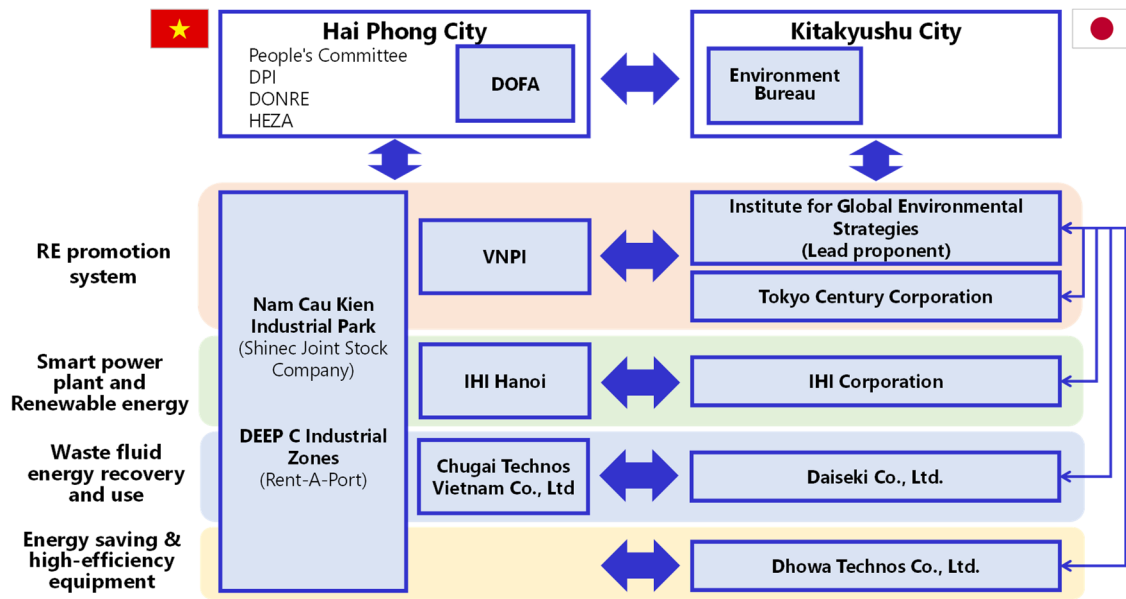 Hai Phong City
People's Committee
DPI
DONRE
HEZA
DOFA
Kitakyushu City
Environment
Bureau
RE promotion
system
Nam Cau Kien
Industrial Park
(Shinec Joint Stock
Company)
DEEP C Industrial
Zones
(Rent-A-Port)
VNPI
Institute for Global Environmental
Strategies
(Lead proponent)
Tokyo Century Corporation
Smart power
plant and
Renewable energy
IHI Hanoi
IHI Corporation
Waste fluid
energy recovery
and use
Chugai Technos
Vietnam Co., Ltd
Daiseki Co., Ltd.
Energy saving &
high-efficiency
equipment
Dhowa Technos Co., Ltd.